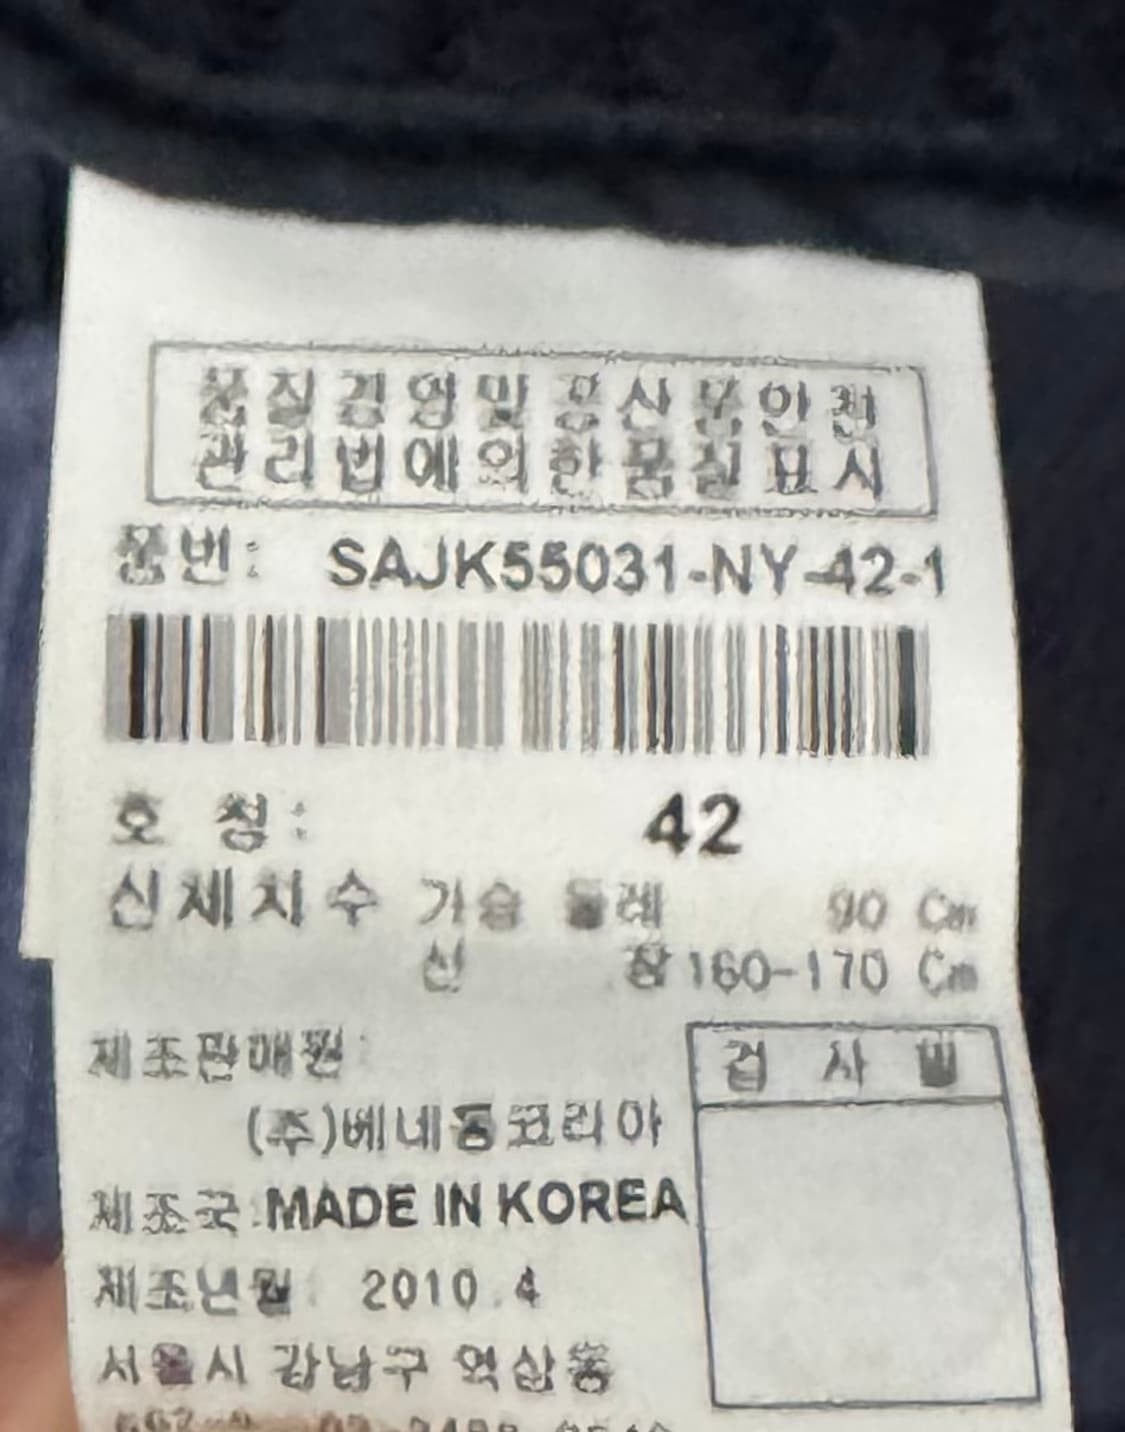 품질경영및공산품안전
관리법에의한품질표시
품번: SAJK55031-NY-42-1
호 칭: 42
신체치수 가슴 둘레 90 Cm
신 장 160-170 Cm
제조판매원:
검 사 필
(주)베네통코리아
제조국:MADE IN KOREA
제조년월: 2010.4
서울시 강남구 역삼동